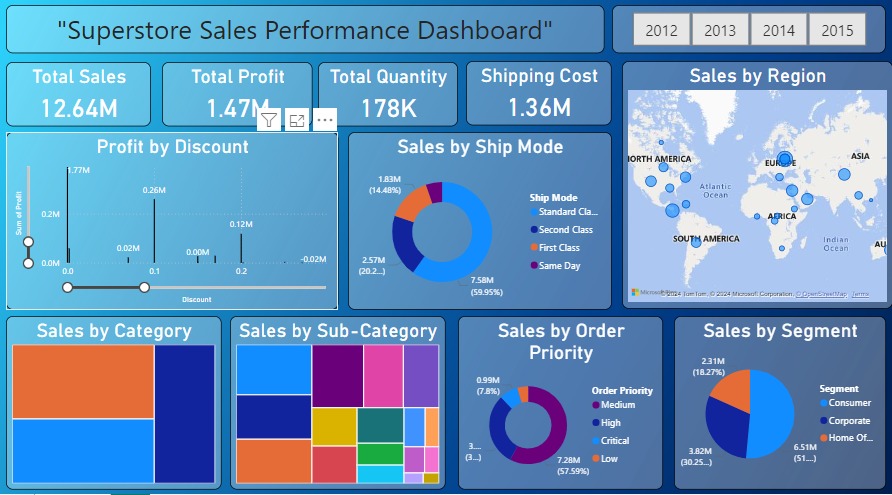 "Superstore Sales Performance Dashboard"
2012
2013
2014
2015
Total Sales
12.64M
Total Profit
1.47M
Total Quantity
178K
Shipping Cost
1.36M
Sales by Region
NORTH AMERICA
EUROPE
ASIA
Atlantic
Ocean
AFRICA
SOUTH AMERICA
Indian
Ocean
AU
© 2024 TomTom, © 2024 Microsoft Corporation, © OpenStreetMap Terms
Profit by Discount
Sum of Profit
1.77M
0.26M
0.2M
0.12M
0.02M
0.00M
-0.02M
0.0M
0.0
0.1
0.2
Discount
Sales by Ship Mode
1.83M
(14.48%)
2.57M
(20.2...)
7.58M
(59.95%)
Ship Mode
Standard Cla...
Second Class
First Class
Same Day
Sales by Category
Sales by Sub-Category
Sales by Order
Priority
0.99M
(7.8%)
3....
(3...)
7.28M
(57.59%)
Order Priority
Medium
High
Critical
Low
Sales by Segment
2.31M
(18.27%)
3.82M
(30.25...)
6.51M
(51....)
Segment
Consumer
Corporate
Home Of...